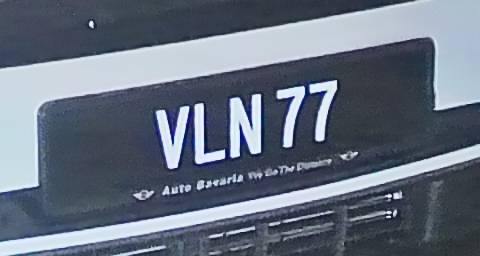 VLN 77
Auto Bavaria We Go The Distance